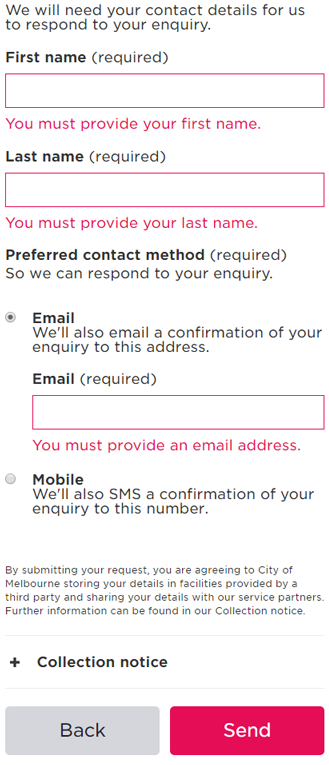 We will need your contact details for us
to respond to your enquiry.
First name (required)
You must provide your first name.
Last name (required)
You must provide your last name.
Preferred contact method (required)
So we can respond to your enquiry.
Email
We'll also email a confirmation of your
enquiry to this address.
Email (required)
You must provide an email address.
Mobile
We'll also SMS a confirmation of your
enquiry to this number.
By submitting your request, you are agreeing to City of
Melbourne storing your details in facilities provided by a
third party and sharing your details with our service partners.
Further information can be found in our Collection notice.
+ Collection notice
Back Send